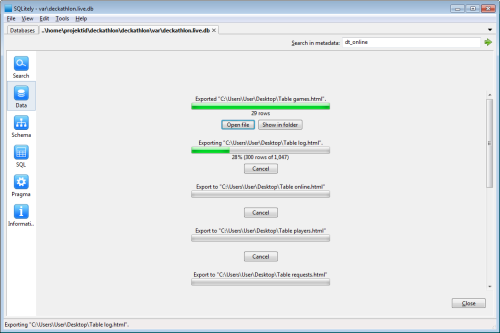 SQLitely - var\deckathlon.live.db
File View Edit Tools Help
Databases ..\home\projektid\deckathlon\deckathlon\var\deckathlon.live.db ×
Search in metadata: dt_online
Search
Data
Schema
SQL
Pragma
Informati..
Exported "C:\Users\User\Desktop\Table games.html".
29 rows
Open file Show in folder
Exporting "C:\Users\User\Desktop\Table log.html".
28% (300 rows of 1,047)
Cancel
Export to "C:\Users\User\Desktop\Table online.html"
Cancel
Export to "C:\Users\User\Desktop\Table players.html"
Cancel
Export to "C:\Users\User\Desktop\Table requests.html"
Close
Exporting "C:\Users\User\Desktop\Table log.html".